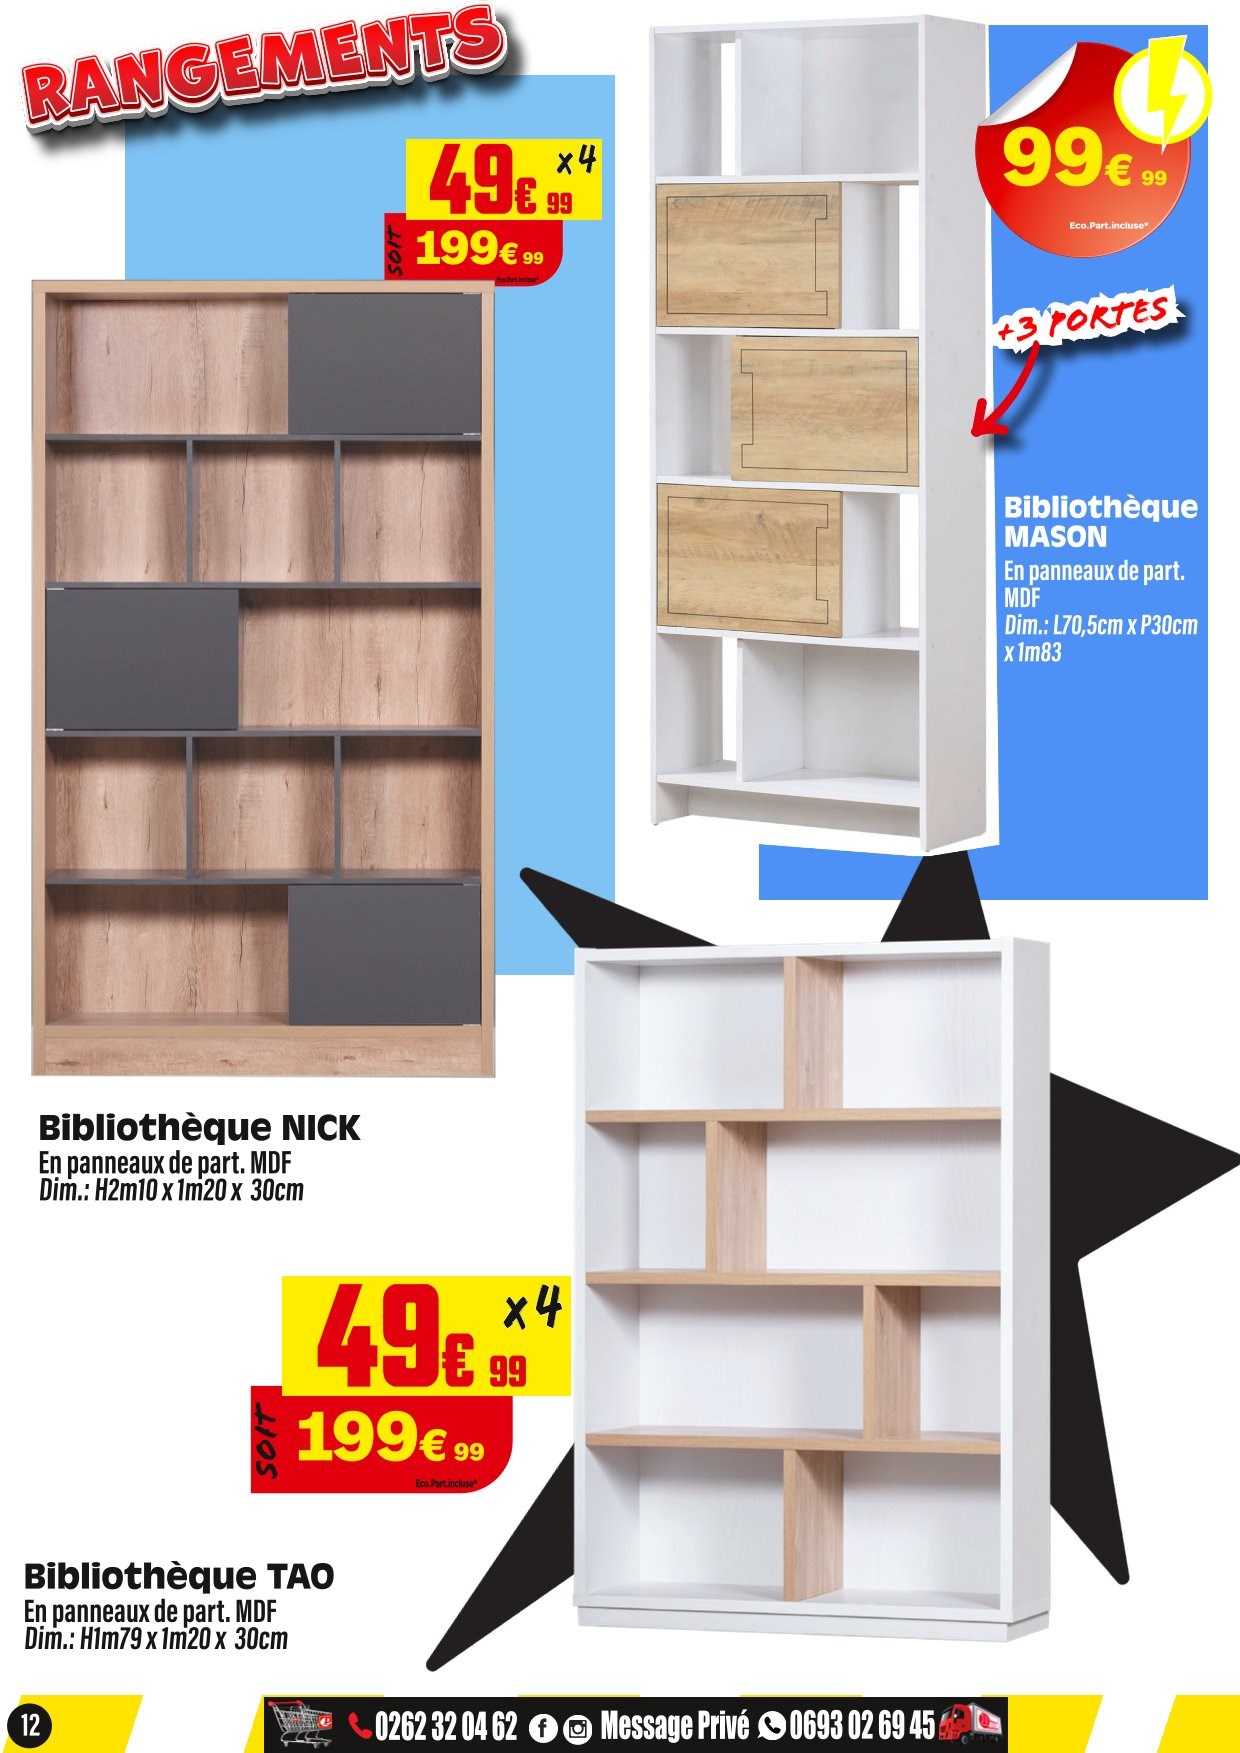 RANGEMENTS
49€99 x4
SOIT 199€99
Eco.Part.incluse*
99€99
Eco.Part.incluse*
+3 PORTES
Bibliothèque
MASON
En panneaux de part.
MDF
Dim.: L70,5cm x P30cm
x 1m83
Bibliothèque NICK
En panneaux de part. MDF
Dim.: H2m10 x 1m20 x 30cm
49€99 x4
SOIT 199€99
Eco.Part.incluse*
Bibliothèque TAO
En panneaux de part. MDF
Dim.: H1m79 x 1m20 x 30cm
12
0262 32 04 62 Message Privé 0693 02 69 45